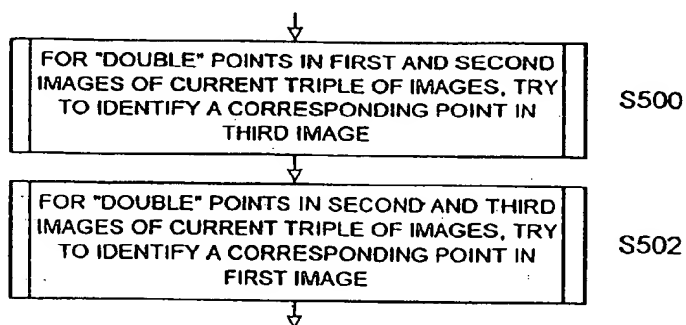 FOR "DOUBLE" POINTS IN FIRST AND SECOND
IMAGES OF CURRENT TRIPLE OF IMAGES, TRY
TO IDENTIFY A CORRESPONDING POINT IN
THIRD IMAGE
S500
FOR "DOUBLE" POINTS IN SECOND AND THIRD
IMAGES OF CURRENT TRIPLE OF IMAGES, TRY
TO IDENTIFY A CORRESPONDING POINT IN
FIRST IMAGE
S502